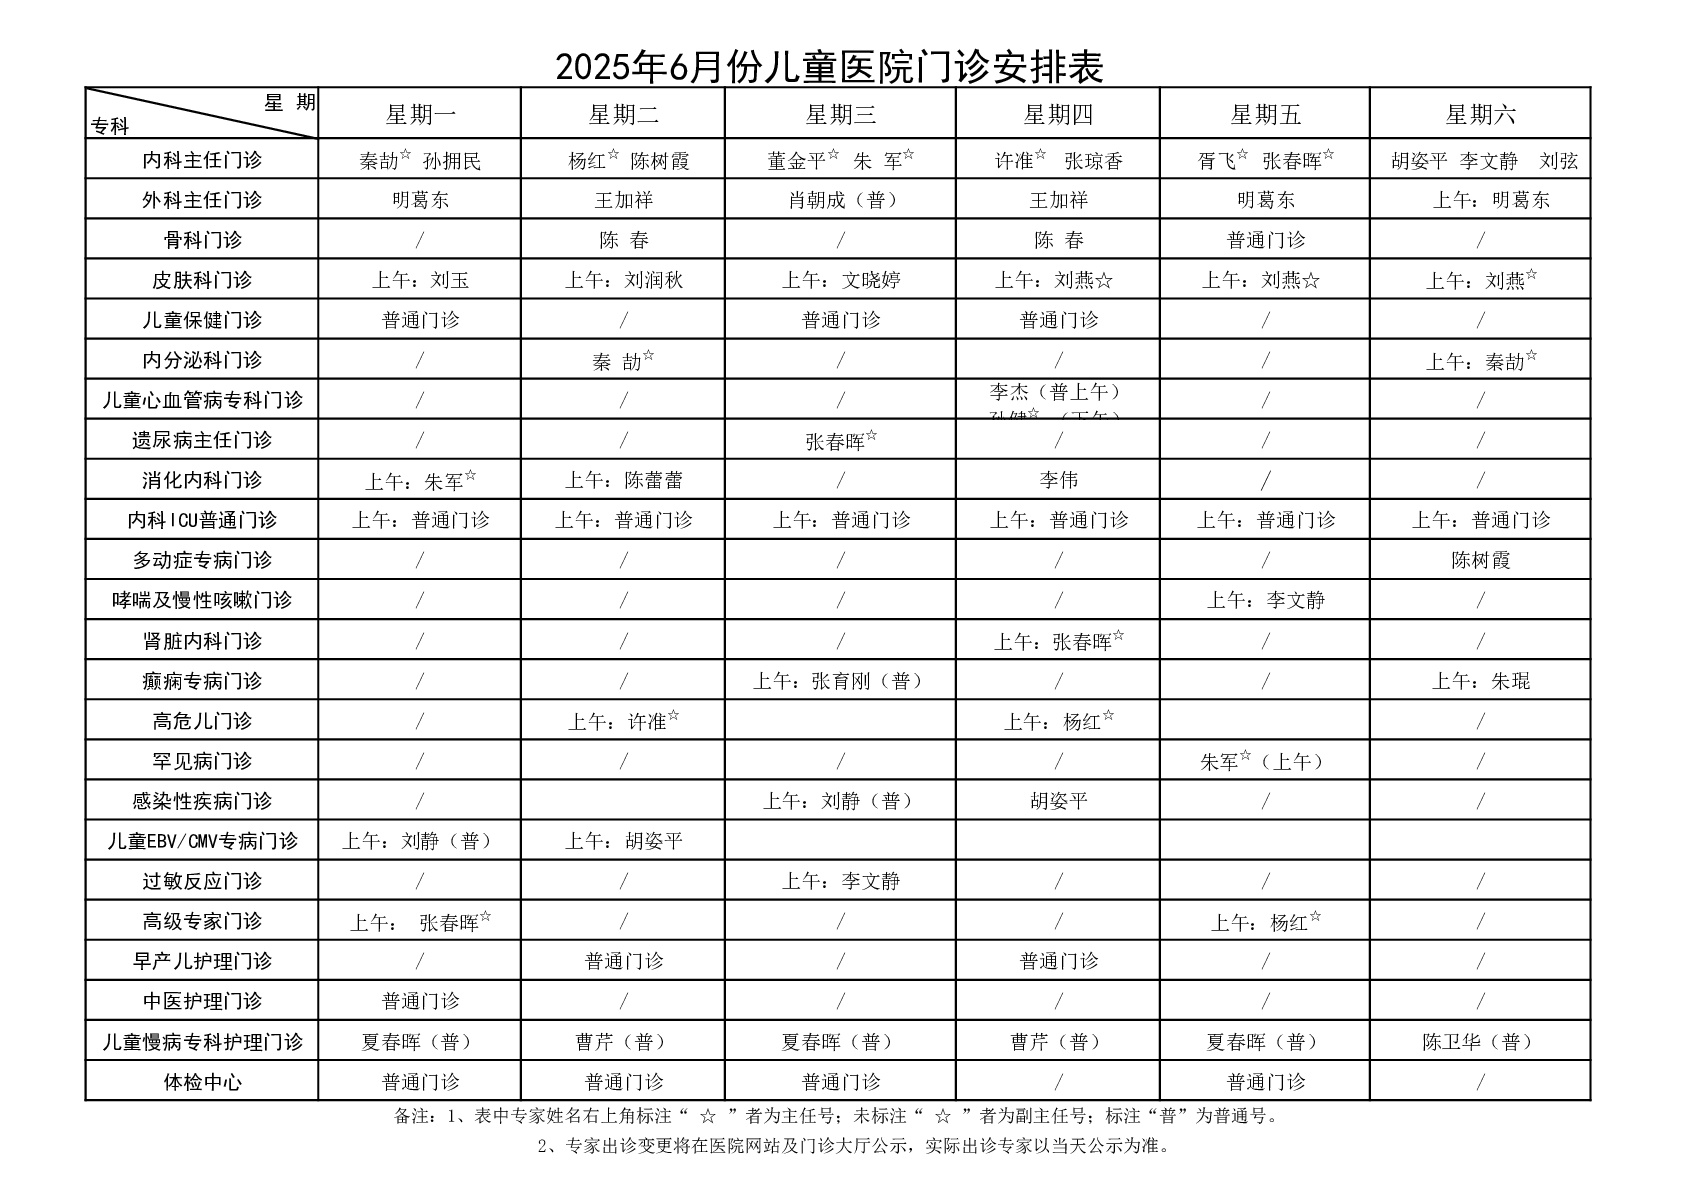 2025年6月份儿童医院门诊安排表
星 期
专科 星期一 星期二 星期三 星期四 星期五 星期六
内科主任门诊 秦劼☆ 孙拥民 杨红☆ 陈树霞 董金平☆ 朱 军☆ 许准☆ 张琼香 胥飞☆ 张春晖☆ 胡姿平 李文静 刘弦
外科主任门诊 明葛东 王加祥 肖朝成（普） 王加祥 明葛东 上午：明葛东
骨科门诊 / 陈 春 / 陈 春 普通门诊 /
皮肤科门诊 上午：刘玉 上午：刘润秋 上午：文晓婷 上午：刘燕☆ 上午：刘燕☆ 上午：刘燕☆
儿童保健门诊 普通门诊 / 普通门诊 普通门诊 / /
内分泌科门诊 / 秦 劼☆ / / / 上午：秦劼☆
儿童心血管病专科门诊 / / / 李杰（普上午） / /
遗尿病主任门诊 / / 张春晖☆ / / /
消化内科门诊 上午：朱军☆ 上午：陈蕾蕾 / 李伟 / /
内科ICU普通门诊 上午：普通门诊 上午：普通门诊 上午：普通门诊 上午：普通门诊 上午：普通门诊 上午：普通门诊
多动症专病门诊 / / / / / 陈树霞
哮喘及慢性咳嗽门诊 / / / / 上午：李文静 /
肾脏内科门诊 / / / 上午：张春晖☆ / /
癫痫专病门诊 / / 上午：张育刚（普） / / 上午：朱琨
高危儿门诊 / 上午：许准☆ 上午：杨红☆ /
罕见病门诊 / / / / 朱军☆（上午） /
感染性疾病门诊 / 上午：刘静（普） 胡姿平 / /
儿童EBV/CMV专病门诊 上午：刘静（普） 上午：胡姿平
过敏反应门诊 / / 上午：李文静 / / /
高级专家门诊 上午： 张春晖☆ / / / 上午：杨红☆ /
早产儿护理门诊 / 普通门诊 / 普通门诊 / /
中医护理门诊 普通门诊 / / / / /
儿童慢病专科护理门诊 夏春晖（普） 曹芹（普） 夏春晖（普） 曹芹（普） 夏春晖（普） 陈卫华（普）
体检中心 普通门诊 普通门诊 普通门诊 / 普通门诊 /
备注：1、表中专家姓名右上角标注“ ☆ ”者为主任号；未标注“ ☆ ”者为副主任号；标注“普”为普通号。
2、专家出诊变更将在医院网站及门诊大厅公示，实际出诊专家以当天公示为准。